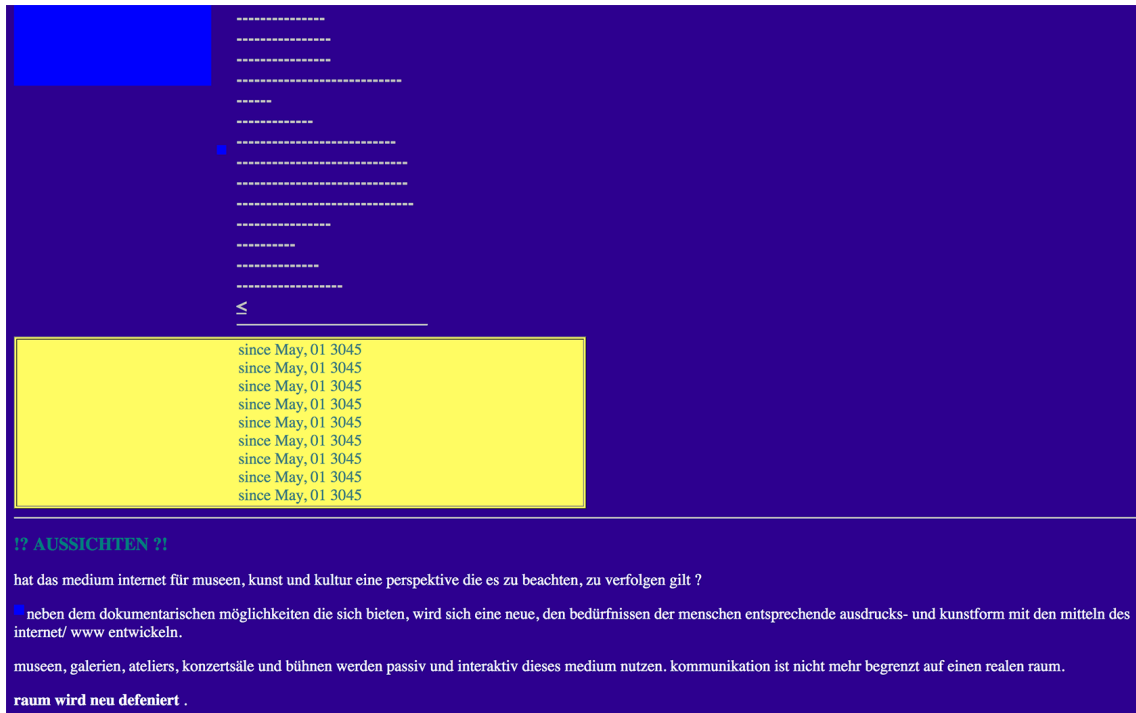 ---------------
----------------
----------------
----------------------------
------
-------------
---------------------------
-----------------------------
-----------------------------
------------------------------
----------------
----------
--------------
------------------
<
since May, 01 3045
since May, 01 3045
since May, 01 3045
since May, 01 3045
since May, 01 3045
since May, 01 3045
since May, 01 3045
since May, 01 3045
since May, 01 3045
!? AUSSICHTEN ?!
hat das medium internet für museen, kunst und kultur eine perspektive die es zu beachten, zu verfolgen gilt ?
neben dem dokumentarischen möglichkeiten die sich bieten, wird sich eine neue, den bedürfnissen der menschen entsprechende ausdrucks- und kunstform mit den mitteln des
internet/ www entwickeln.
museen, galerien, ateliers, konzertsäle und bühnen werden passiv und interaktiv dieses medium nutzen. kommunikation ist nicht mehr begrenzt auf einen realen raum.
raum wird neu defeniert .